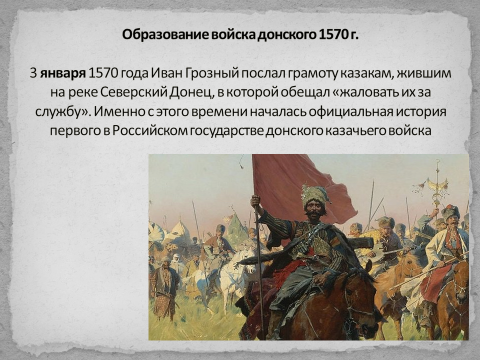 Образование войска донского 1570 г.
3 января 1570 года Иван Грозный послал грамоту казакам, жившим
на реке Северский Донец, в которой обещал «жаловать их за
службу». Именно с этого времени началась официальная история
первого в Российском государстве донского казачьего войска